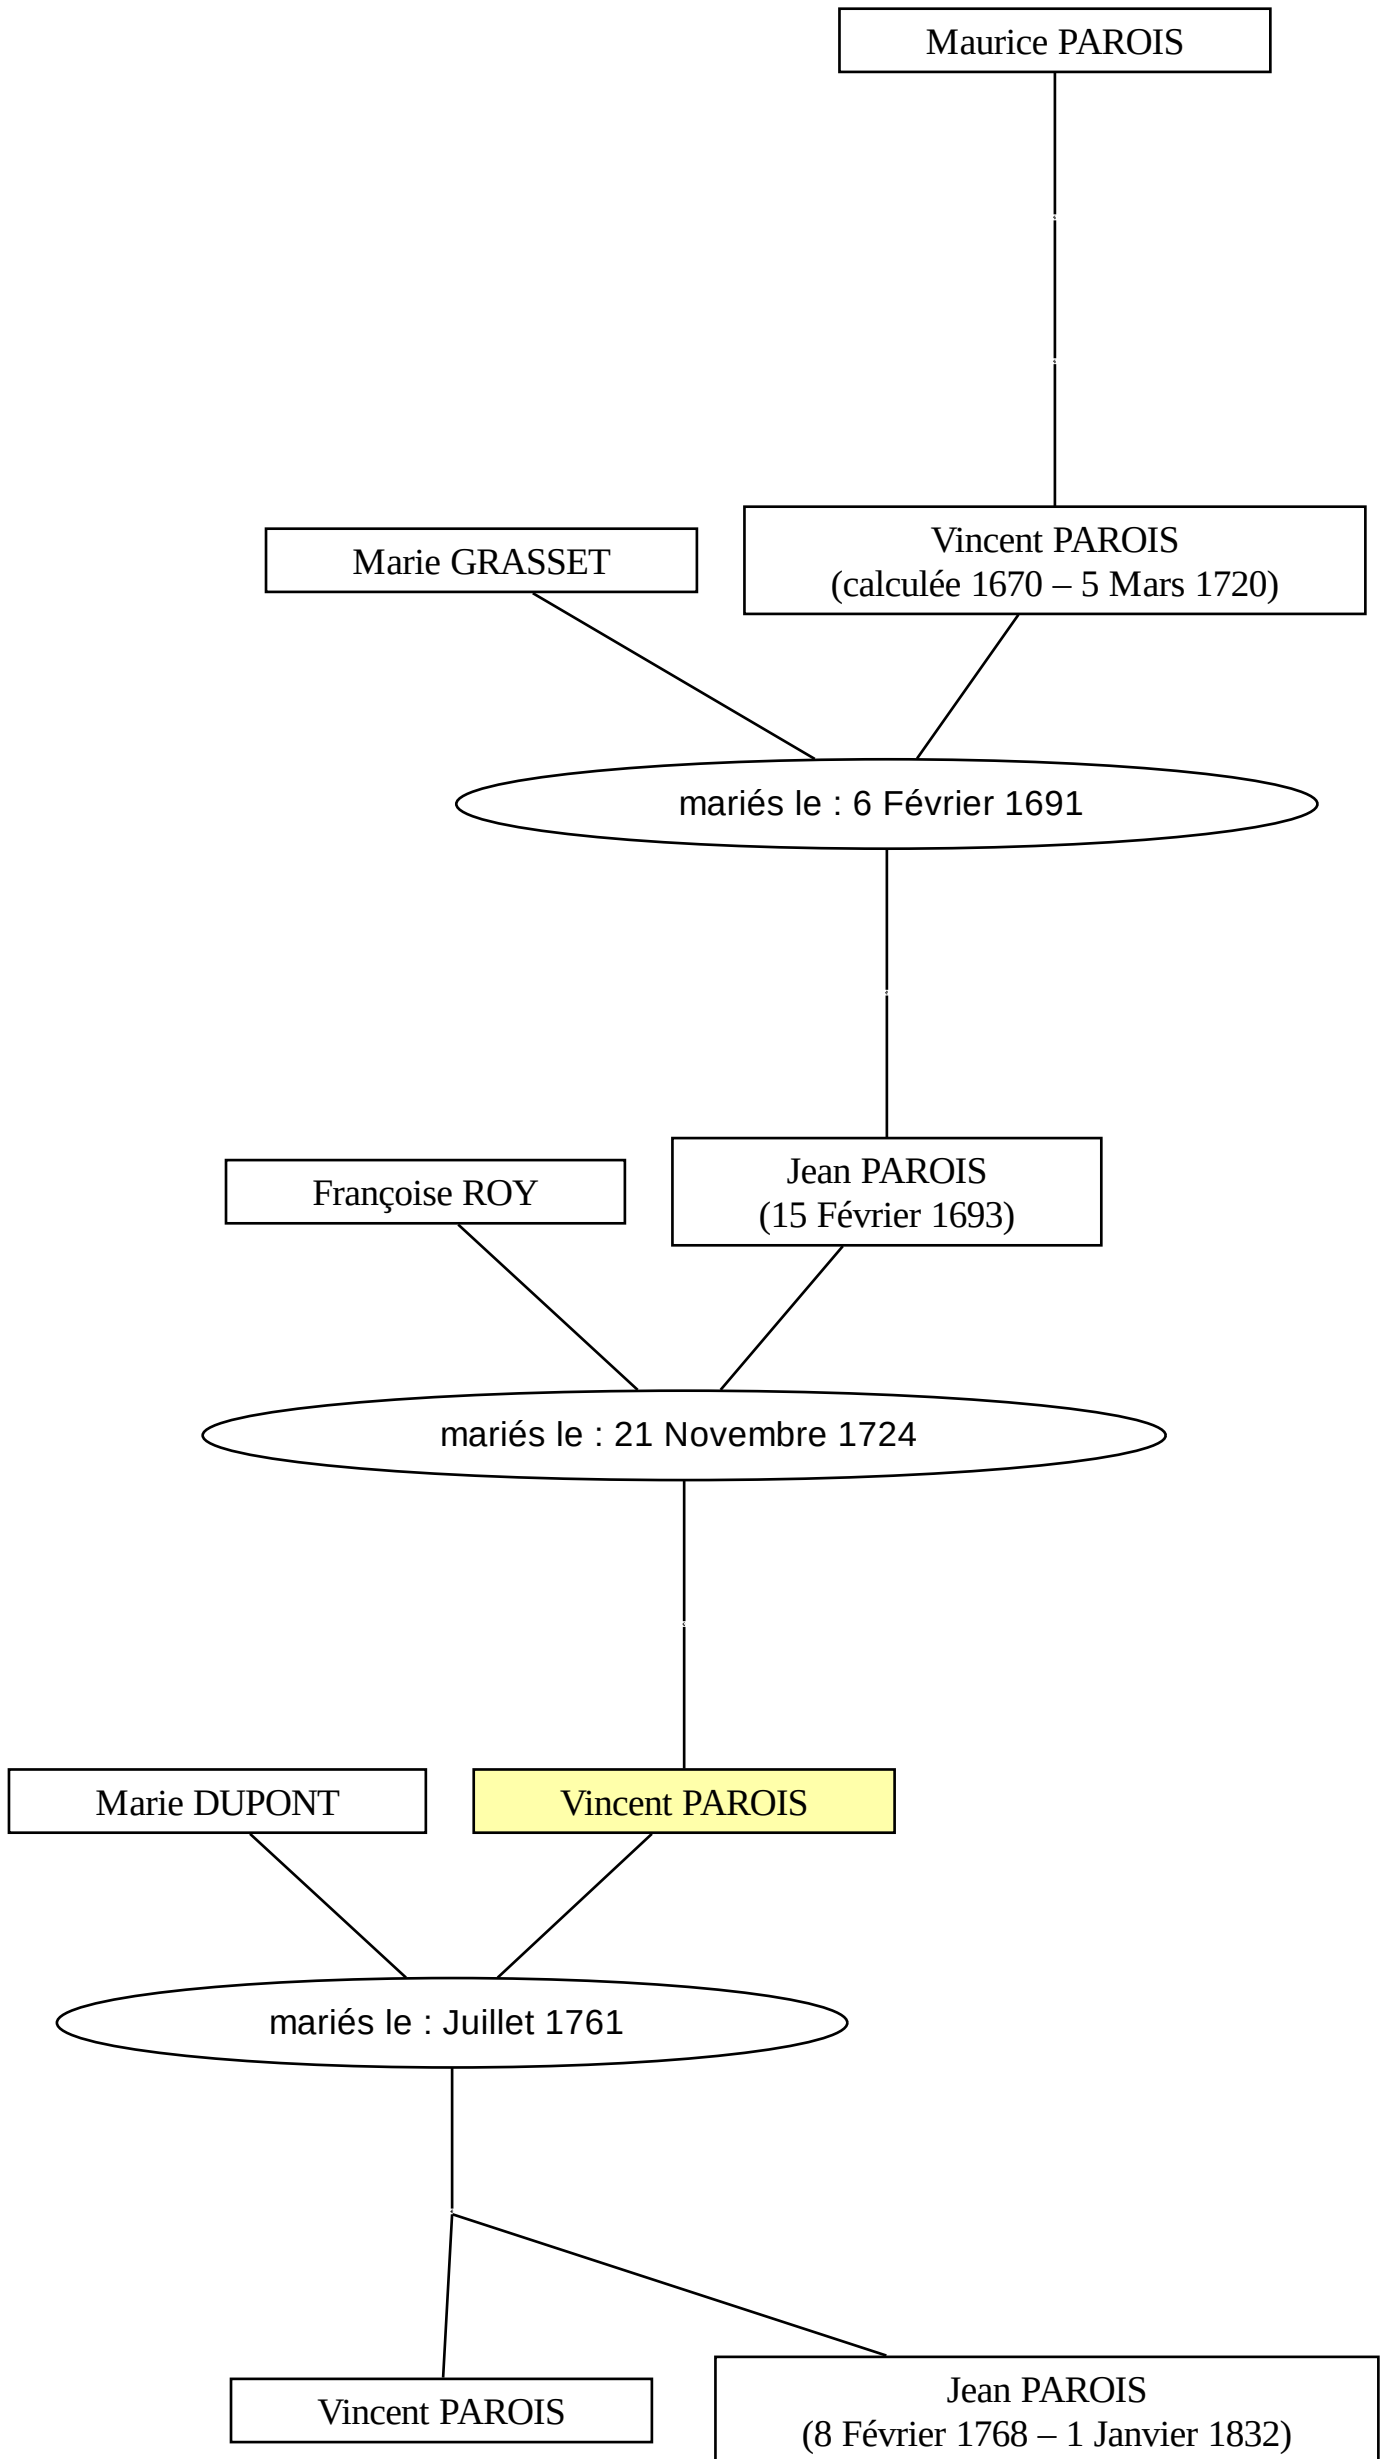 Maurice PAROIS
Marie GRASSET
Vincent PAROIS
(calculée 1670 – 5 Mars 1720)
mariés le : 6 Février 1691
Françoise ROY
Jean PAROIS
(15 Février 1693)
mariés le : 21 Novembre 1724
Marie DUPONT
Vincent PAROIS
mariés le : Juillet 1761
Vincent PAROIS
Jean PAROIS
(8 Février 1768 – 1 Janvier 1832)